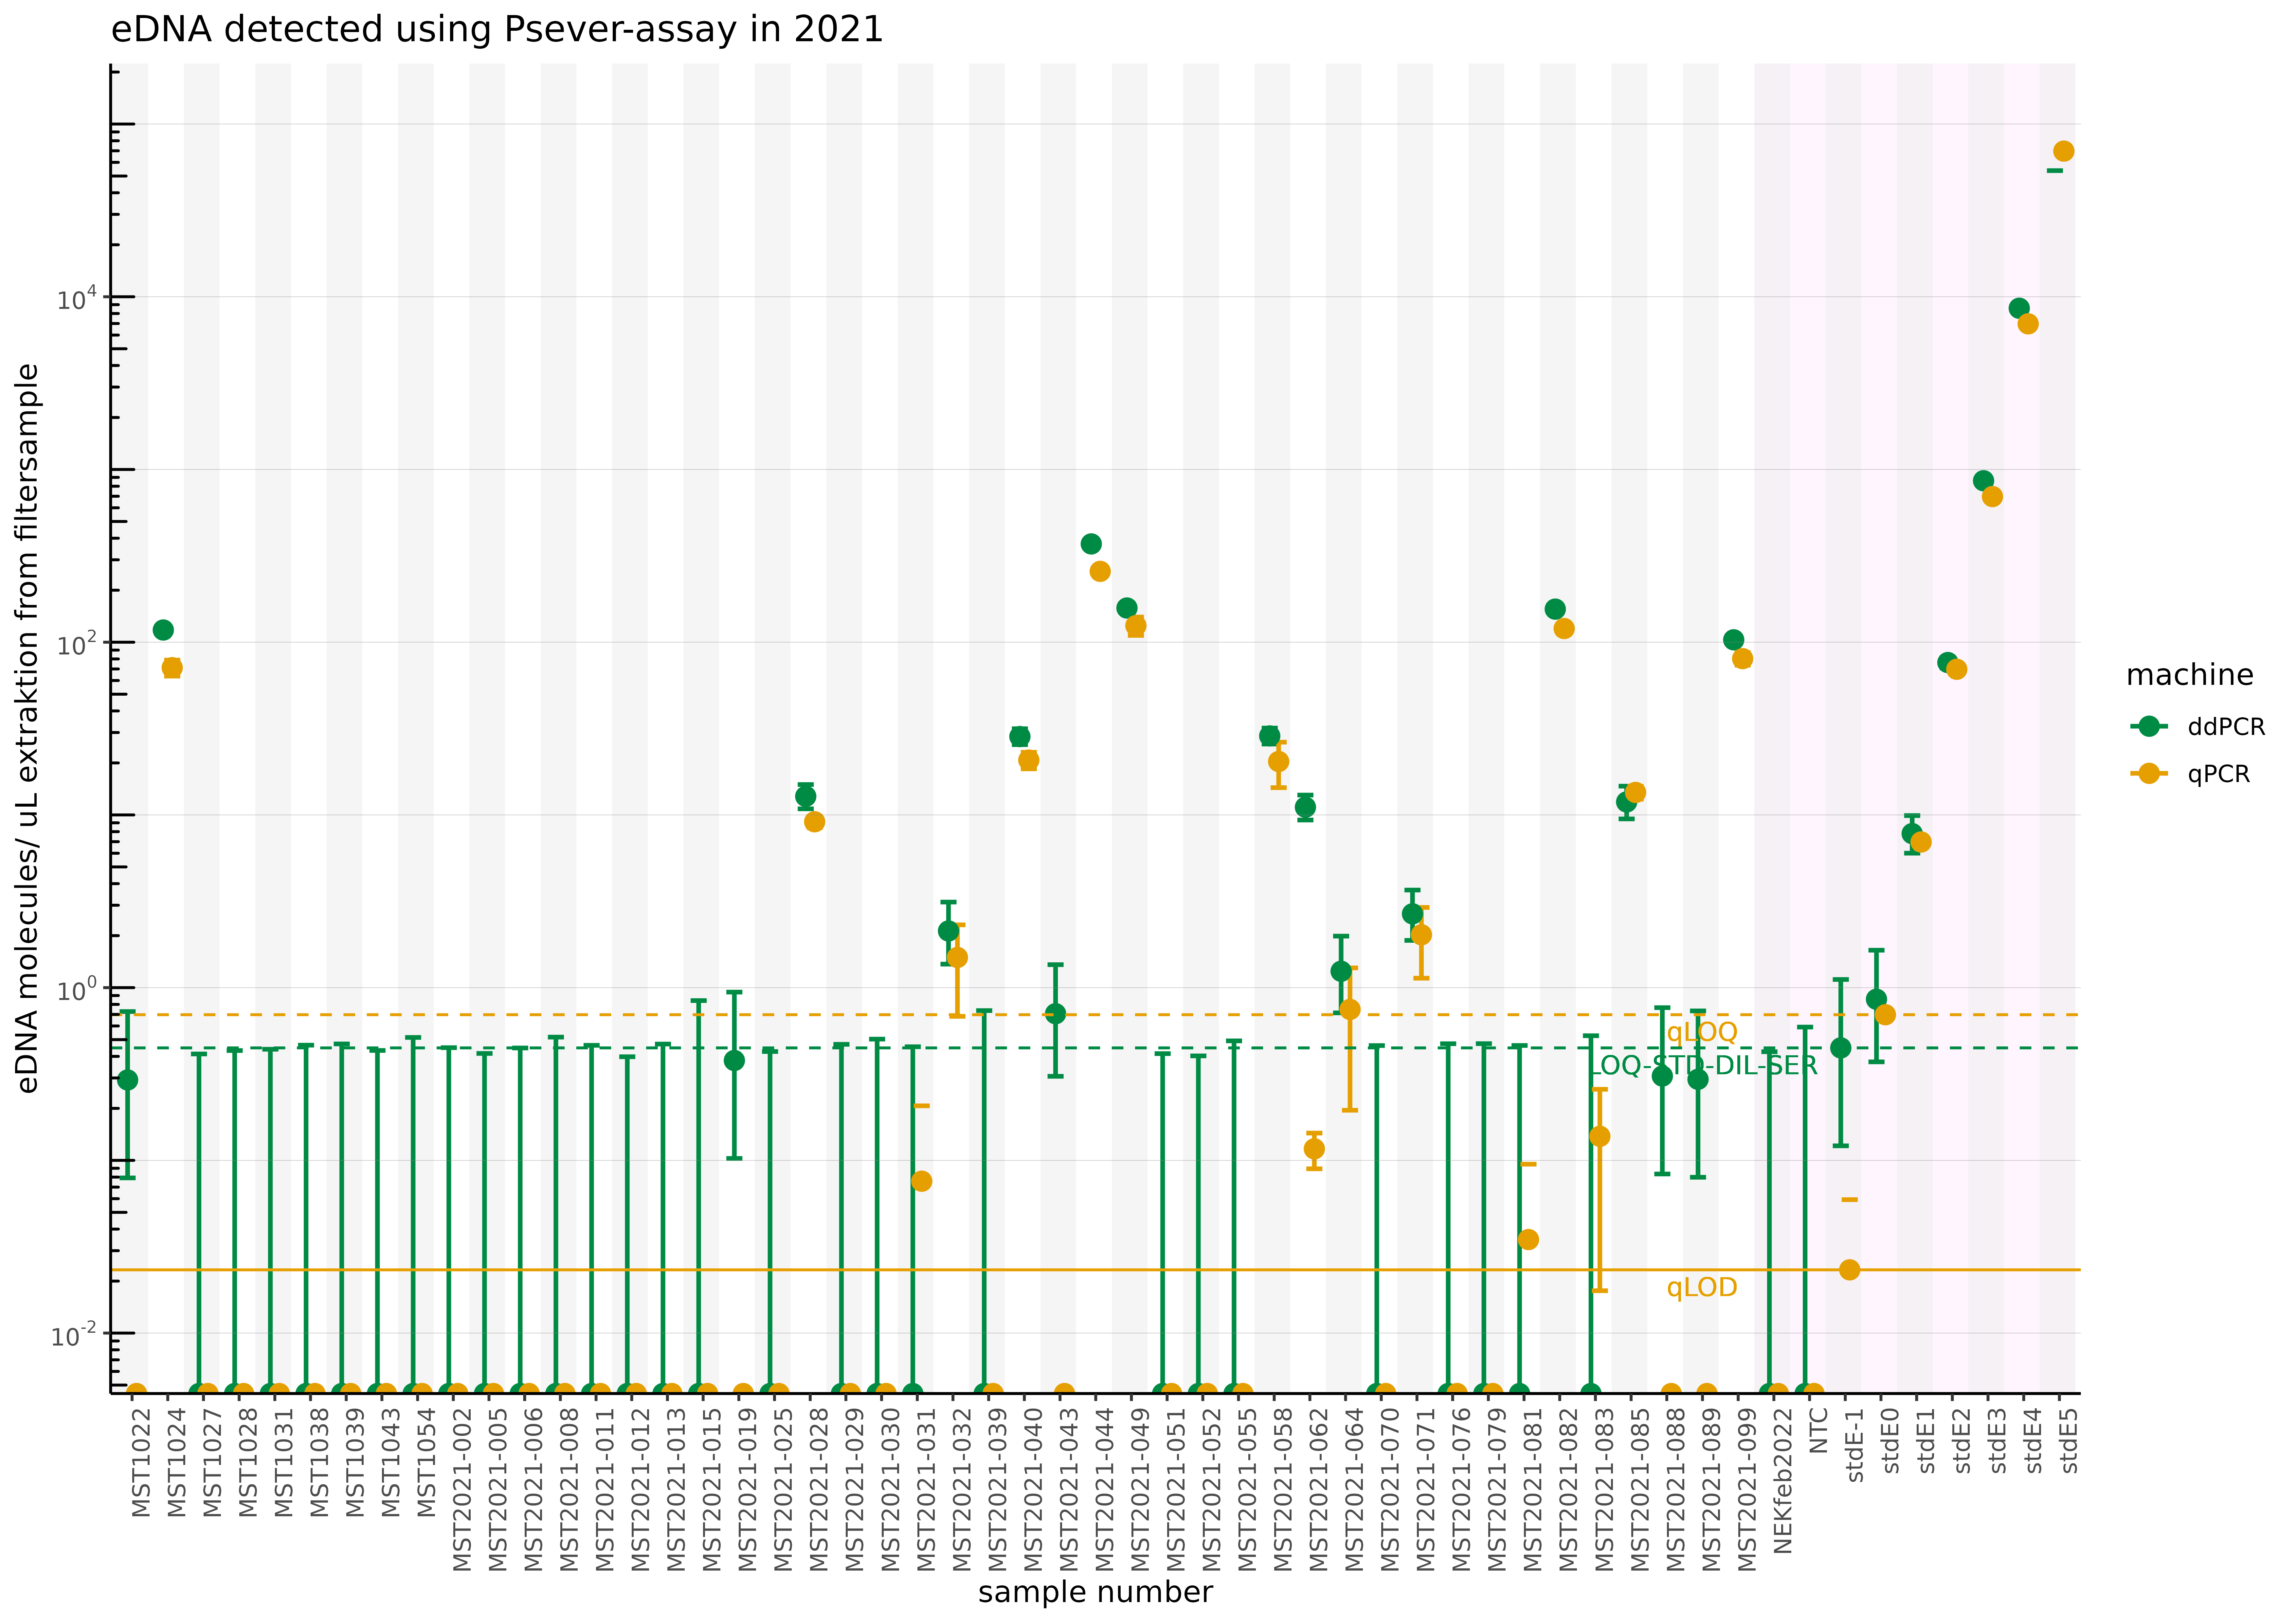 eDNA detected using Psever-assay in 2021
eDNA molecules/ uL extraktion from filtersample
10^4
10^2
10^0
10^-2
qLOQ
LOQ-STD-DIL-SER
qLOD
machine
ddPCR
qPCR
MST1022
MST1024
MST1027
MST1028
MST1031
MST1038
MST1039
MST1043
MST1054
MST2021-002
MST2021-005
MST2021-006
MST2021-008
MST2021-011
MST2021-012
MST2021-013
MST2021-015
MST2021-019
MST2021-025
MST2021-028
MST2021-029
MST2021-030
MST2021-031
MST2021-032
MST2021-039
MST2021-040
MST2021-043
MST2021-044
MST2021-049
MST2021-051
MST2021-052
MST2021-055
MST2021-058
MST2021-062
MST2021-064
MST2021-070
MST2021-071
MST2021-076
MST2021-079
MST2021-081
MST2021-082
MST2021-083
MST2021-085
MST2021-088
MST2021-089
MST2021-099
NEKfeb2022
NTC
stdE-1
stdE0
stdE1
stdE2
stdE3
stdE4
stdE5
sample number